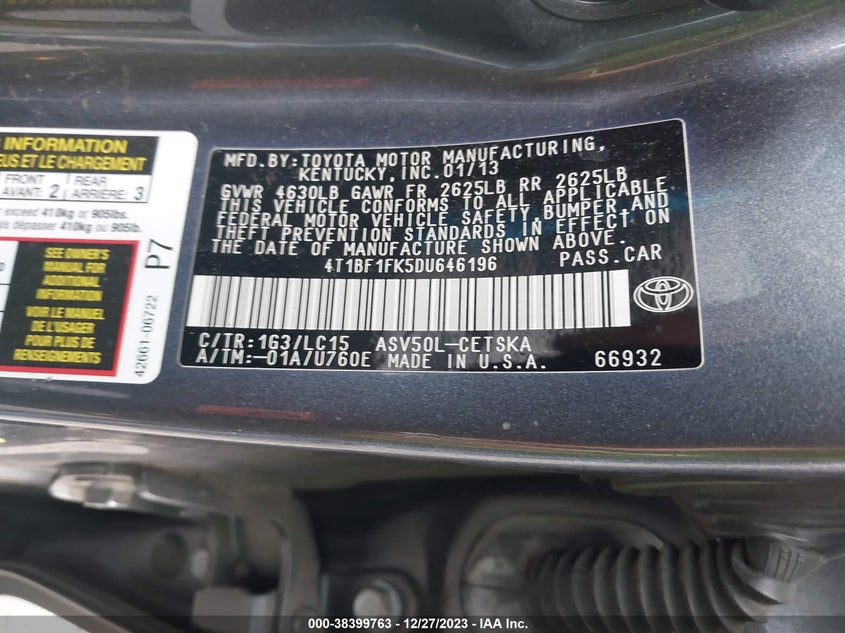 INFORMATION
EUS ET LE CHARGEMENT
FRONT
AVANT: 2
REAR
ARRIÈRE: 3
exceed 410kg or 905lbs.
dépasser 410kg ou 905lb.
SEE OWNER'S
MANUAL FOR
ADDITIONAL
INFORMATION
VOIR MANUEL
DE L'USAGER
POUR PLUS DE
RENSEIGNEMENTS
P7
42661-06722
MFD.BY:TOYOTA MOTOR MANUFACTURING,
KENTUCKY,INC.01/13
GVWR 4630LB GAWR FR 2625LB RR 2625LB
THIS VEHICLE CONFORMS TO ALL APPLICABLE
FEDERAL MOTOR VEHICLE SAFETY,BUMPER,AND
THEFT PREVENTION STANDARDS IN EFFECT ON
THE DATE OF MANUFACTURE SHOWN ABOVE.
4T1BF1FK5DU646196 PASS.CAR
C/TR:1G3/LC15 ASV50L-CETSKA
A/TM:-01A/U760E MADE IN U.S.A. 66932
000-38399763 - 12/27/2023 - IAA Inc.